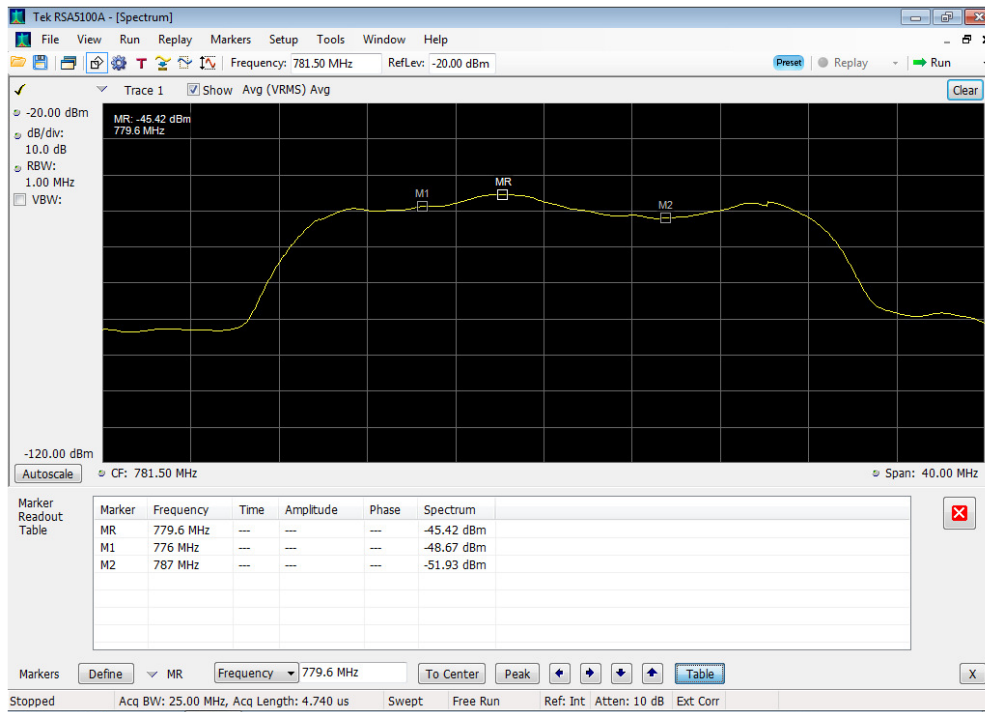 Tek RSA5100A - [Spectrum]
File View Run Replay Markers Setup Tools Window Help
T Frequency: 781.50 MHz RefLev: -20.00 dBm Preset Replay Run
Trace 1 Show Avg (VRMS) Avg Clear
-20.00 dBm
dB/div:
10.0 dB
RBW:
1.00 MHz
VBW:
MR: -45.42 dBm
779.6 MHz
M1
MR
M2
-120.00 dBm
Autoscale CF: 781.50 MHz Span: 40.00 MHz
Marker
Readout
Table
Marker Frequency Time Amplitude Phase Spectrum
MR 779.6 MHz --- --- --- -45.42 dBm
M1 776 MHz --- --- --- -48.67 dBm
M2 787 MHz --- --- --- -51.93 dBm
Markers Define MR Frequency 779.6 MHz To Center Peak Table X
Stopped Acq BW: 25.00 MHz, Acq Length: 4.740 us Swept Free Run Ref: Int Atten: 10 dB Ext Corr